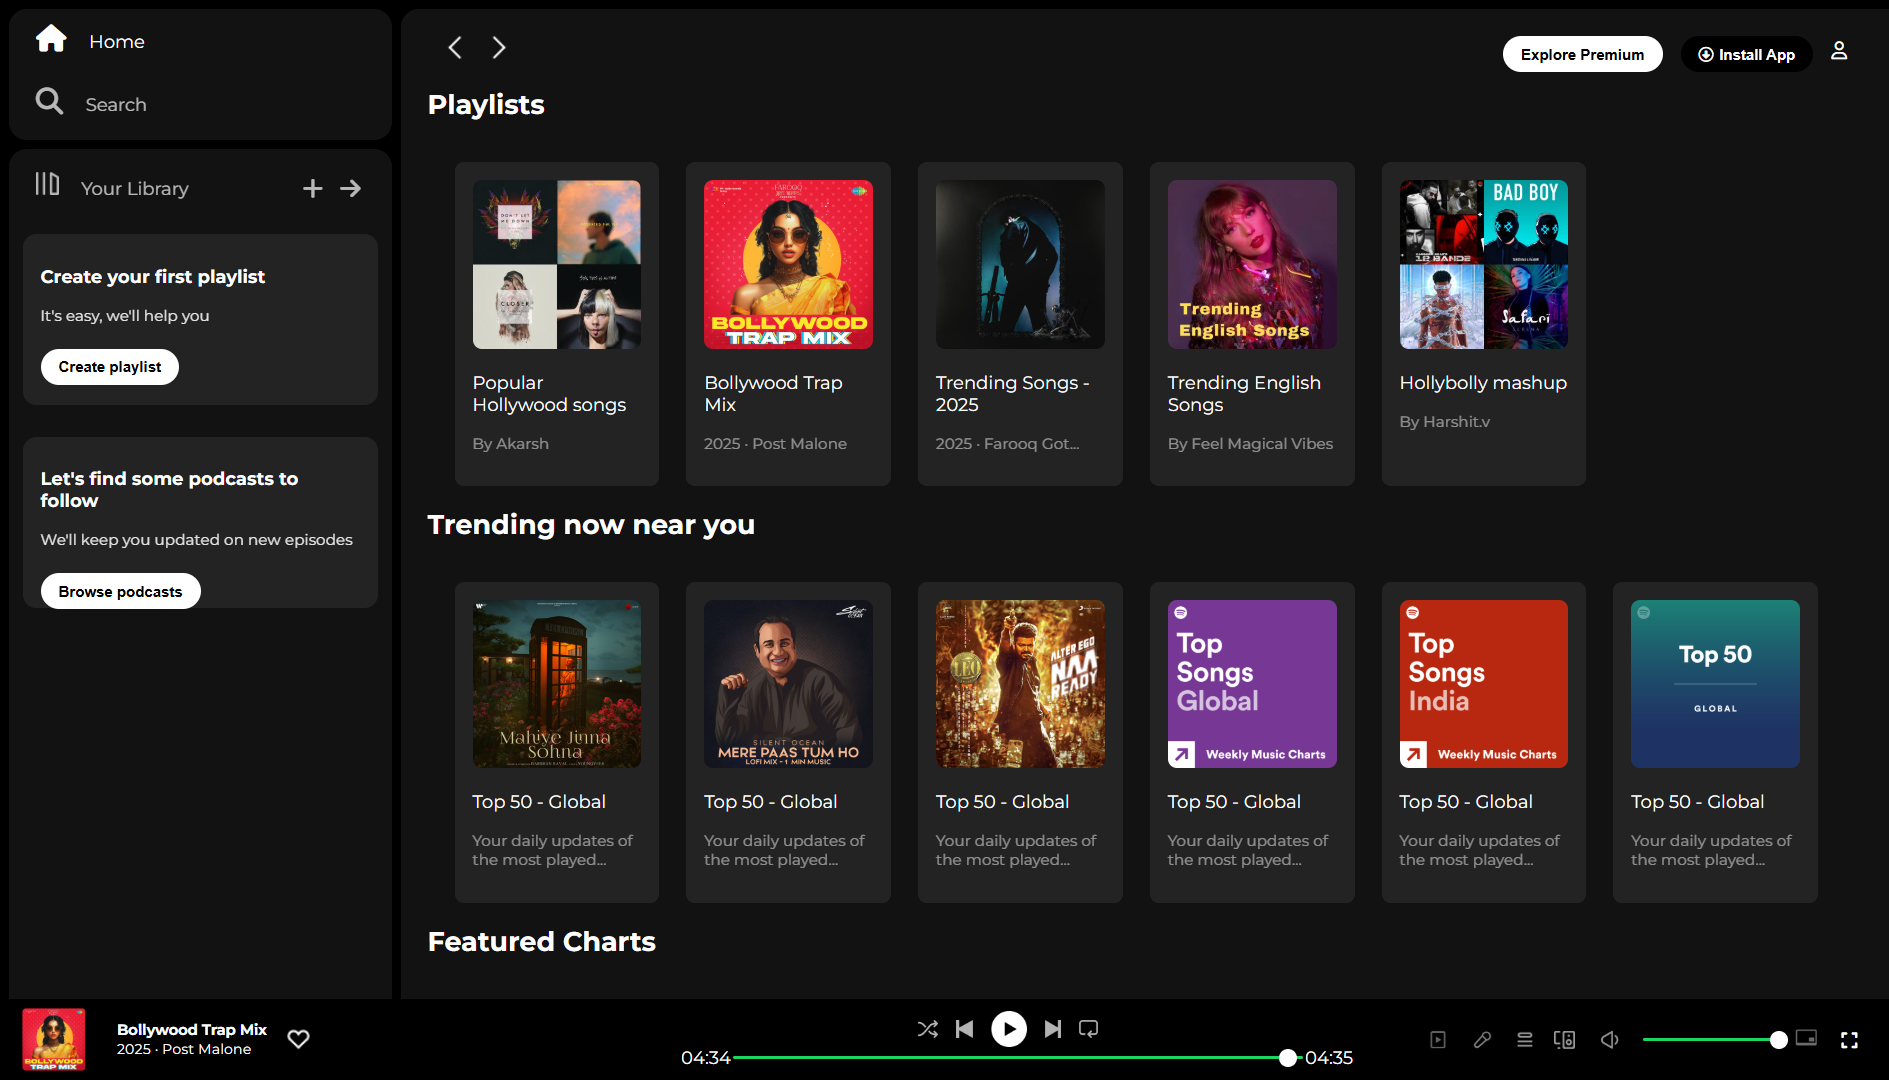 Home
Search
Your Library
Create your first playlist
It's easy, we'll help you
Create playlist
Let's find some podcasts to
follow
We'll keep you updated on new episodes
Browse podcasts
Explore Premium
Install App
Playlists
DON'T LET
ME DOWN
CLOSER
Popular
Hollywood songs
By Akarsh
FAROOQ
BOLLYWOOD
TRAP MIX
Bollywood Trap
Mix
2025 · Post Malone
Trending Songs -
2025
2025 · Farooq Got...
Trending
English Songs
Trending English
Songs
By Feel Magical Vibes
BAD BOY
12 BANDE
Safari
Hollybolly mashup
By Harshit.v
Trending now near you
Mahiye Jinna
Sohna
Top 50 - Global
Your daily updates of
the most played...
Silent
OCEAN
SILENT OCEAN
MERE PAAS TUM HO
LOFI MIX - 1 MIN MUSIC
Top 50 - Global
Your daily updates of
the most played...
LEO
ALTER EGO
NAA
READY
Top 50 - Global
Your daily updates of
the most played...
Top
Songs
Global
Weekly Music Charts
Top 50 - Global
Your daily updates of
the most played...
Top
Songs
India
Weekly Music Charts
Top 50 - Global
Your daily updates of
the most played...
Top 50
GLOBAL
Top 50 - Global
Your daily updates of
the most played...
Featured Charts
BOLLYWOOD
TRAP MIX
Bollywood Trap Mix
2025 · Post Malone
04:34
04:35